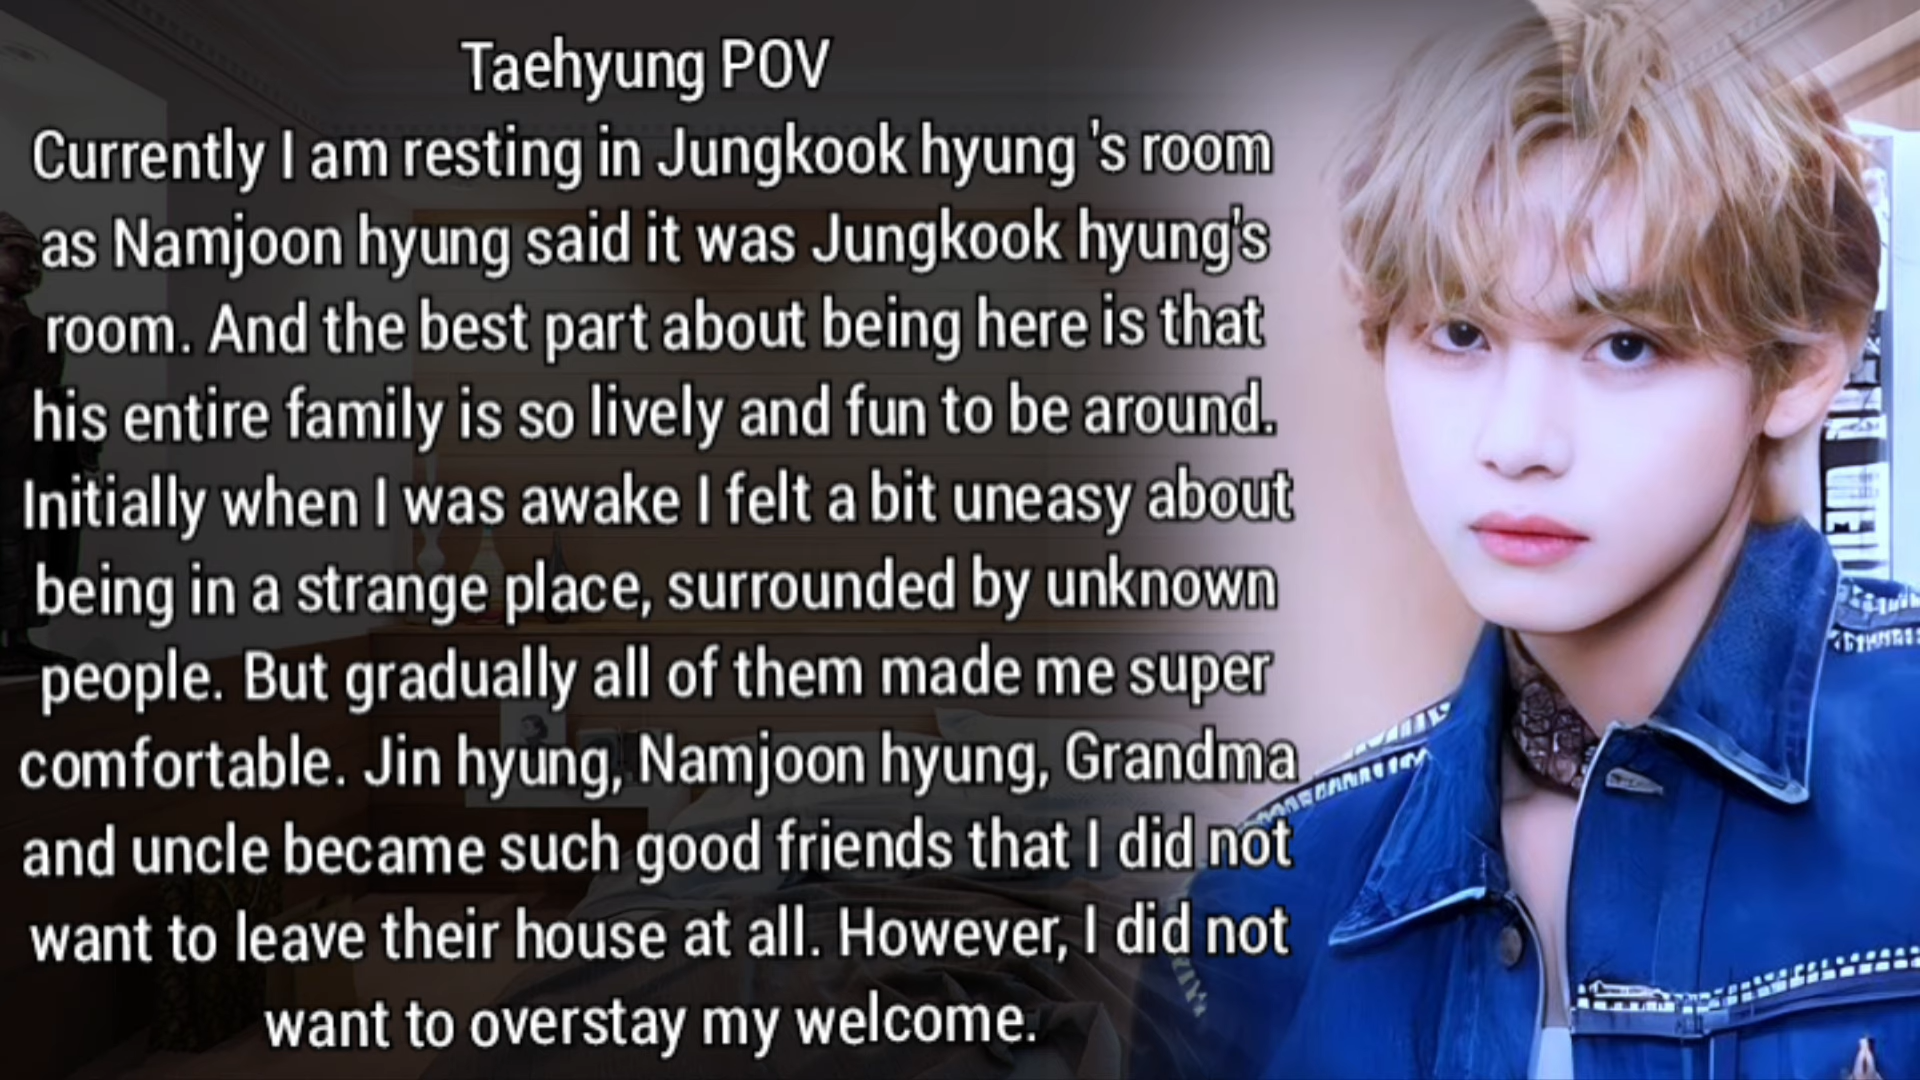 Taehyung POV
Currently I am resting in Jungkook hyung 's room
as Namjoon hyung said it was Jungkook hyung's
room. And the best part about being here is that
his entire family is so lively and fun to be around.
Initially when I was awake I felt a bit uneasy about
being in a strange place, surrounded by unknown
people. But gradually all of them made me super
comfortable. Jin hyung, Namjoon hyung, Grandma
and uncle became such good friends that I did not
want to leave their house at all. However, I did not
want to overstay my welcome.